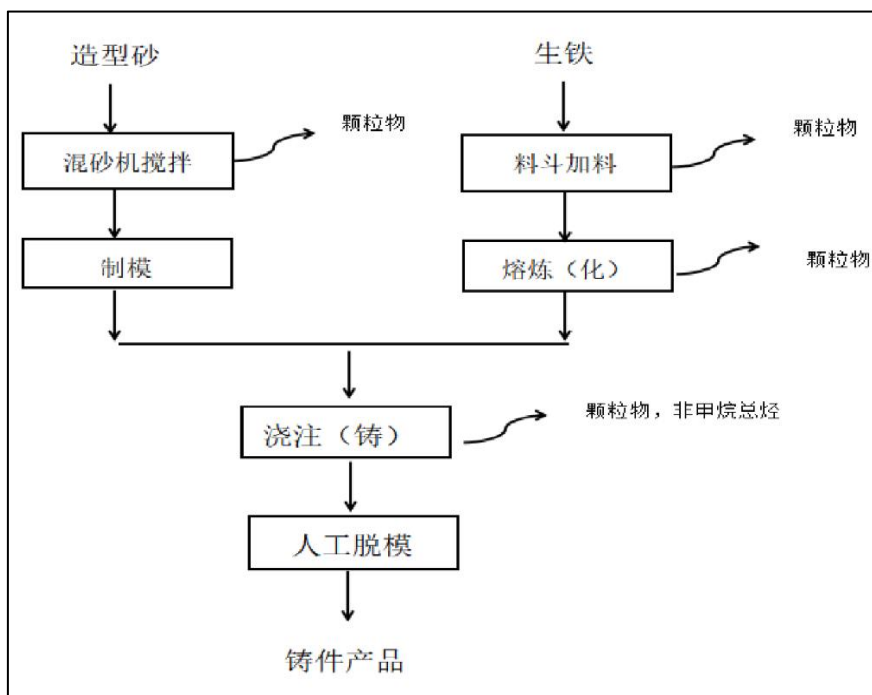 造型砂
生铁
颗粒物
颗粒物
混砂机搅拌
料斗加料
制模
熔炼（化）
颗粒物
浇注（铸）
颗粒物，非甲烷总烃
人工脱模
铸件产品